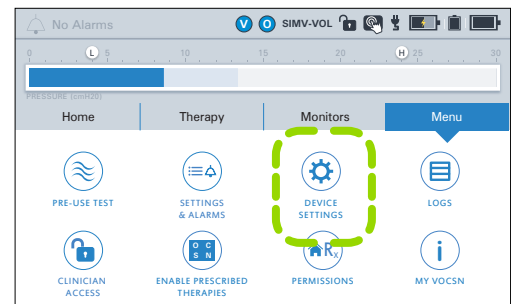 No Alarms V O SIMV-VOL
0 L 5 10 15 20 H 25 30
PRESSURE (cmH20)
Home Therapy Monitors Menu
PRE-USE TEST SETTINGS & ALARMS DEVICE SETTINGS LOGS
O C S N Rx i
CLINICIAN ACCESS ENABLE PRESCRIBED THERAPIES PERMISSIONS MY VOCSN